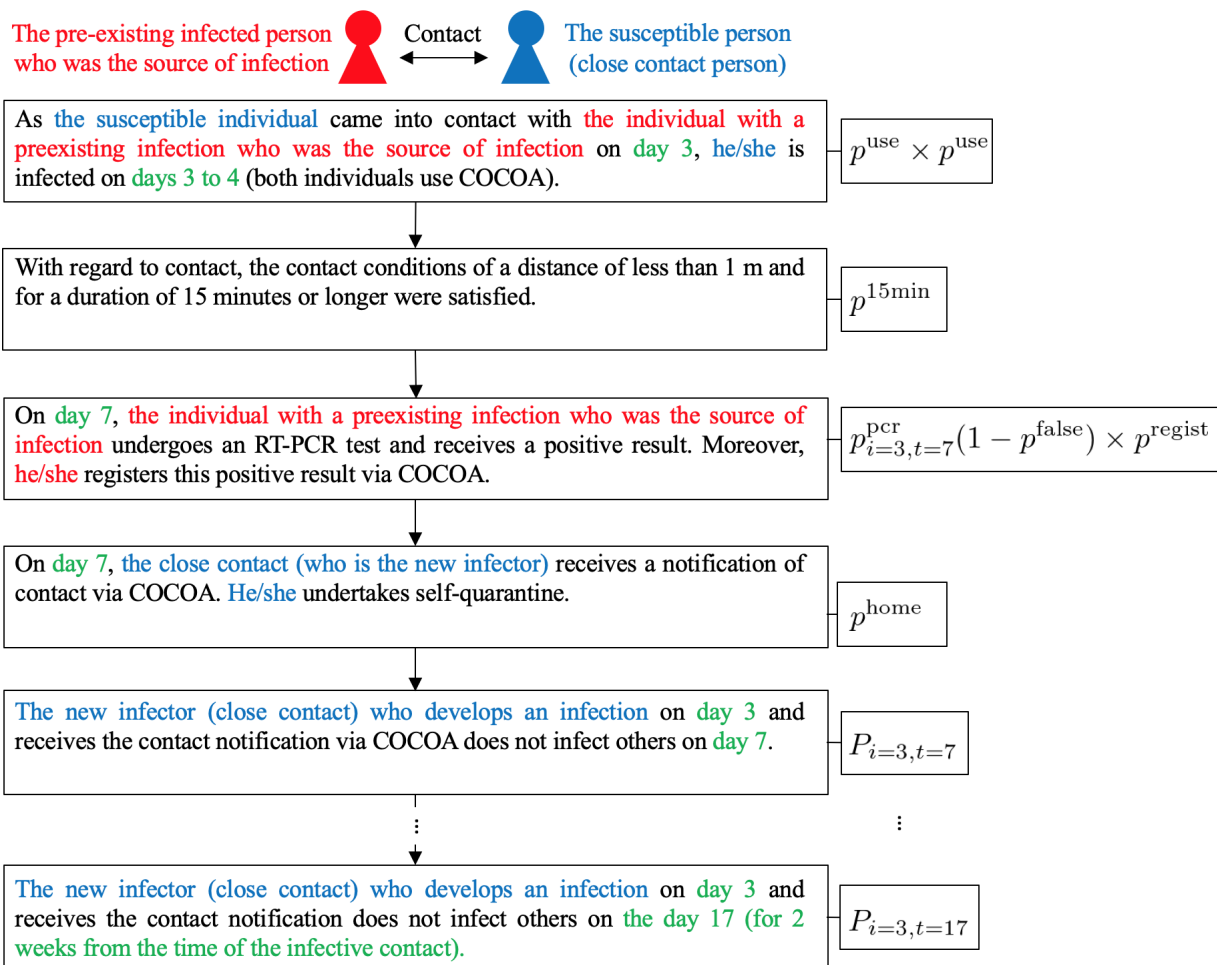 The pre-existing infected person
who was the source of infection
Contact
The susceptible person
(close contact person)
As the susceptible individual came into contact with the individual with a
preexisting infection who was the source of infection on day 3, he/she is
infected on days 3 to 4 (both individuals use COCOA).
p^use × p^use
With regard to contact, the contact conditions of a distance of less than 1 m and
for a duration of 15 minutes or longer were satisfied.
p^15min
On day 7, the individual with a preexisting infection who was the source of
infection undergoes an RT-PCR test and receives a positive result. Moreover,
he/she registers this positive result via COCOA.
p^pcr_i=3,t=7(1 − p^false) × p^regist
On day 7, the close contact (who is the new infector) receives a notification of
contact via COCOA. He/she undertakes self-quarantine.
p^home
The new infector (close contact) who develops an infection on day 3 and
receives the contact notification via COCOA does not infect others on day 7.
P_i=3,t=7
⋮
⋮
The new infector (close contact) who develops an infection on day 3 and
receives the contact notification does not infect others on the day 17 (for 2
weeks from the time of the infective contact).
P_i=3,t=17